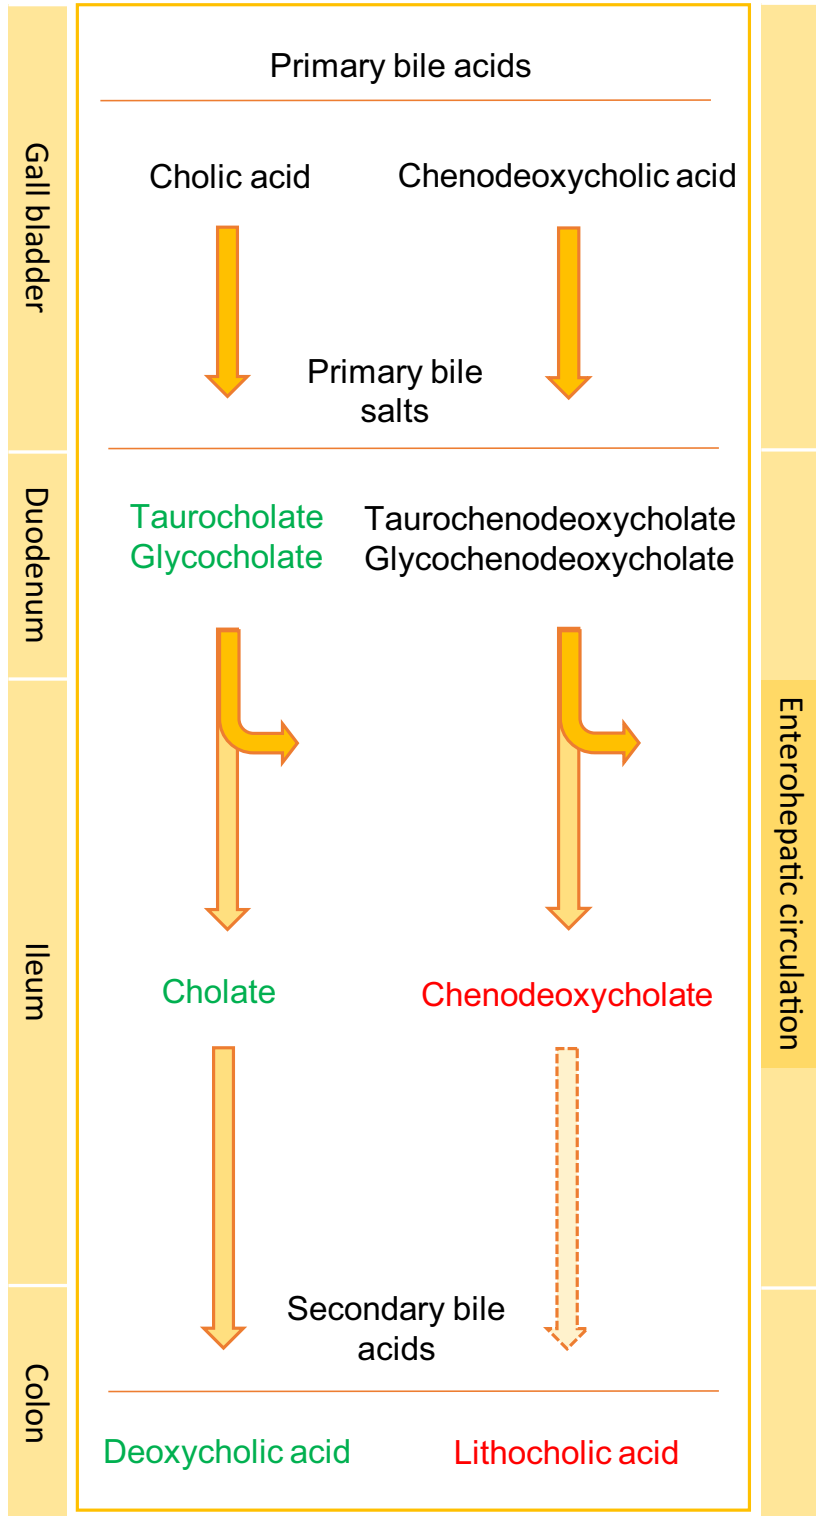 Primary bile acids
Gall bladder
Cholic acid
Chenodeoxycholic acid
Primary bile
salts
Duodenum
Taurocholate
Glycocholate
Taurochenodeoxycholate
Glycochenodeoxycholate
Ileum
Enterohepatic circulation
Cholate
Chenodeoxycholate
Secondary bile
acids
Colon
Deoxycholic acid
Lithocholic acid